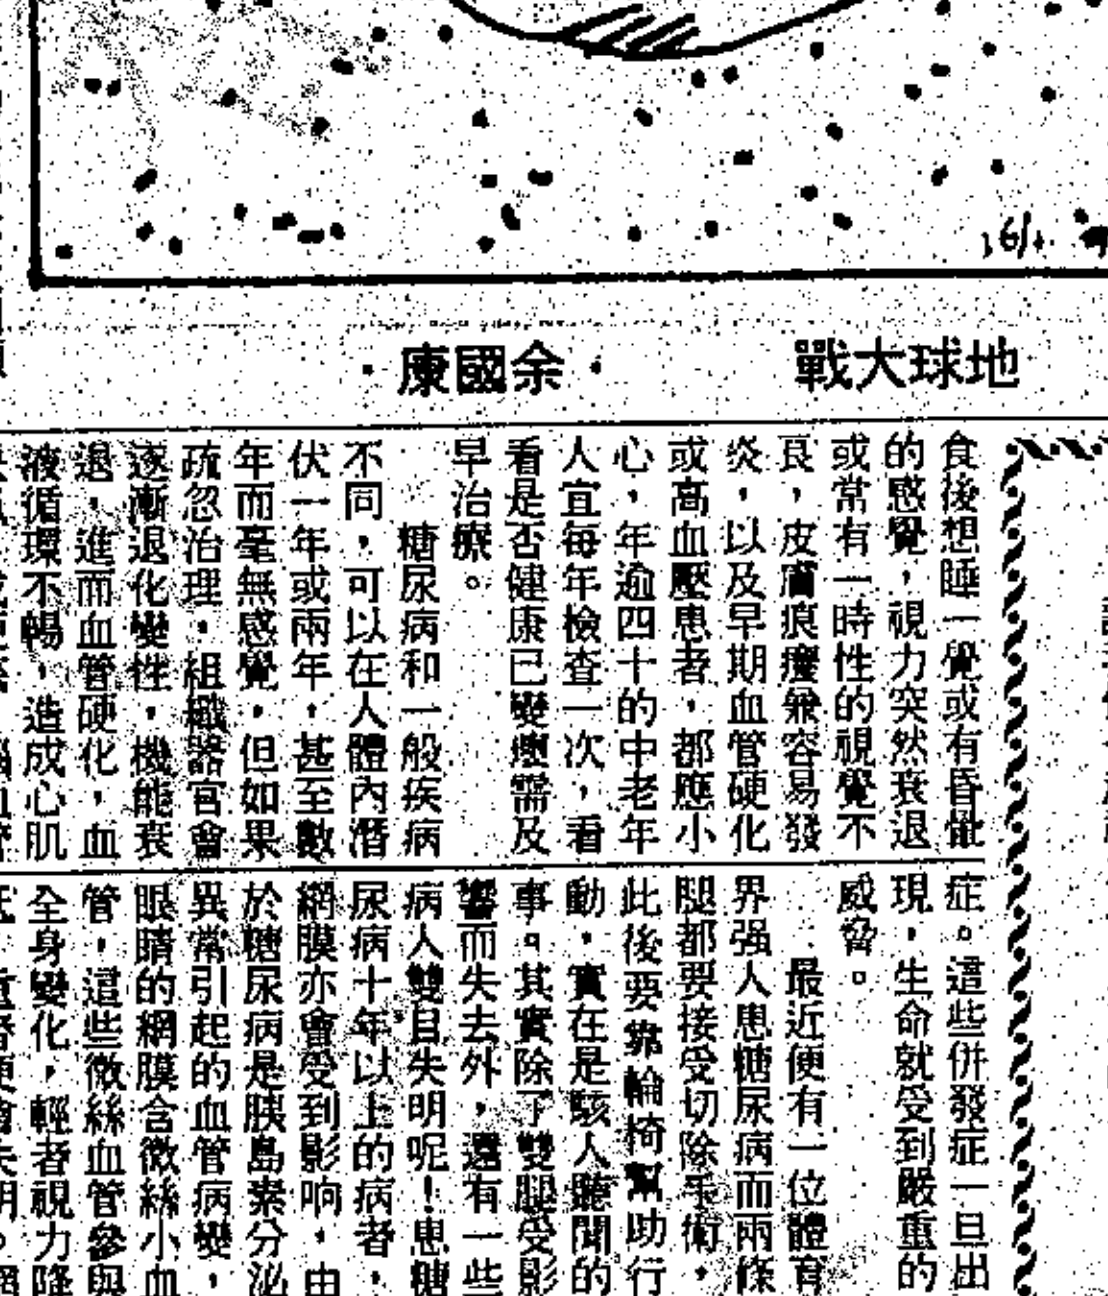 地球大戰
·余國康·
食後想睡一覺或有昏倦
的感覺，視力突然衰退
或常有一時性的視覺不
良，皮膚痕癢兼容易發
炎，以及早期血管硬化
或高血壓患者，都應小
心，年逾四十的中老年
人宜每年檢查一次，看
看是否健康已變壞需及
早治療。
糖尿病和一般疾病
不同，可以在人體內潛
伏一年或兩年，甚至數
年而毫無感覺，但如果
疏忽治理，組織器官會
逐漸退化變性，機能衰
退，進而血管硬化，血
液循環不暢，造成心肌
症。這些併發症一旦出
現，生命就受到嚴重的
威脅。
最近便有一位體育
界强人患糖尿病而兩條
腿都要接受切除手術，
此後要靠輪椅幫助行
動，實在是駭人聽聞的
事。其實除了雙腿受影
響而失去外，還有一些
病人雙目失明呢！患糖
尿病十年以上的病者，
網膜亦會受到影响，由
於糖尿病是胰島素分泌
異常引起的血管病變，
眼睛的網膜含微絲小血
管，這些微絲血管參與
全身變化，輕者視力降